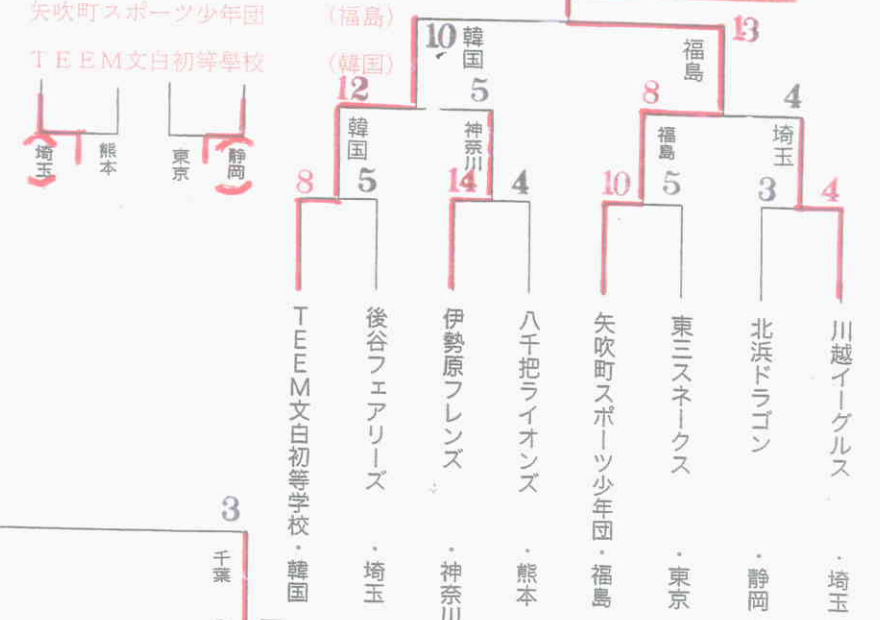 矢吹町スポーツ少年団 (福島)
TEEM文白初等學校 (韓国)
10 韓国
福島 13
12 韓国
5 神奈川
8 福島
4 埼玉
(埼玉)
熊本
東京
(静岡)
8
5
14
4
10
5
3
4
TEEM文白初等学校・韓国
後谷フェアリーズ・埼玉
伊勢原フレンズ・神奈川
八千把ライオンズ・熊本
矢吹町スポーツ少年団・福島
東三スネークス・東京
北浜ドラゴン・静岡
川越イーグルス・埼玉
3
千葉